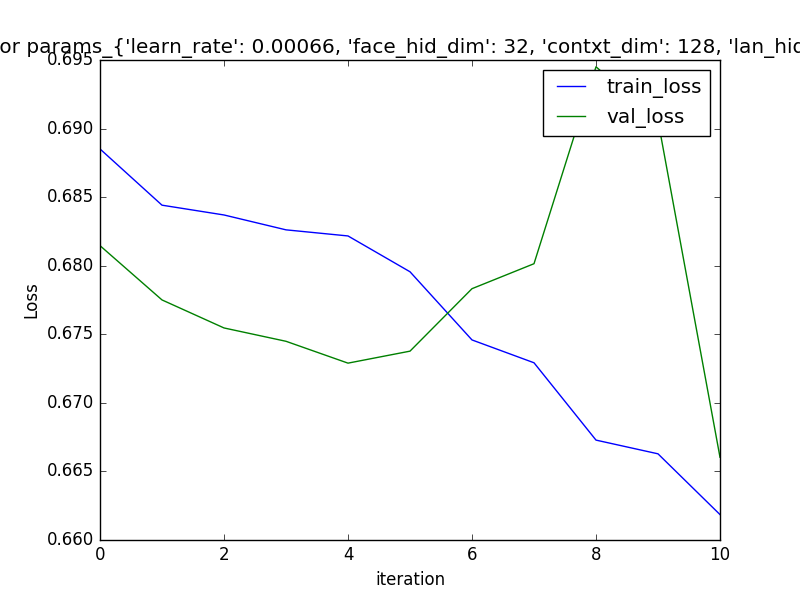 or params_{'learn_rate': 0.00066, 'face_hid_dim': 32, 'contxt_dim': 128, 'lan_hid
0.695
0.690
0.685
0.680
0.675
0.670
0.665
0.660
Loss
train_loss
val_loss
0 2 4 6 8 10
iteration